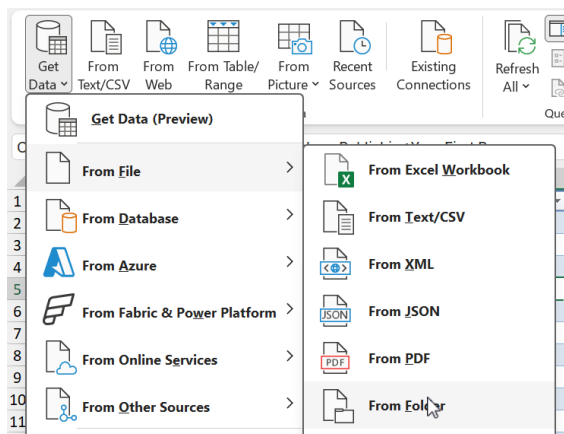 Get
Data
From
Text/CSV
From
Web
From Table/
Range
From
Picture
Recent
Sources
Existing
Connections
Refresh
All
Que
Get Data (Preview)
From File
From Database
From Azure
From Fabric & Power Platform
From Online Services
From Other Sources
From Excel Workbook
From Text/CSV
From XML
JSON
From JSON
PDF
From PDF
From Folder
1
2
3
4
5
6
7
8
9
10
11